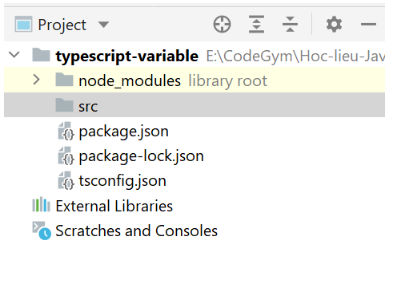 Project
typescript-variable E:\CodeGym\Hoc-lieu-Jav
node_modules library root
src
package.json
package-lock.json
tsconfig.json
External Libraries
Scratches and Consoles